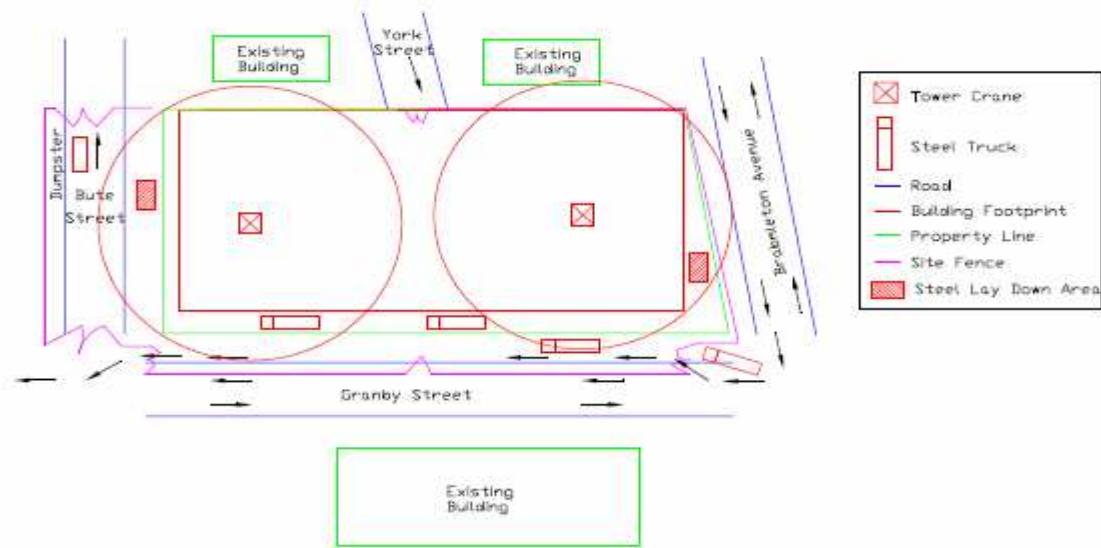 Existing
Building
York
Street
Existing
Building
Dumpster
Bute
Street
Brabmleton Avenue
Granby Street
Existing
Building
Tower Crane
Steel Truck
Road
Building Footprint
Property Line
Site Fence
Steel Lay Down Area